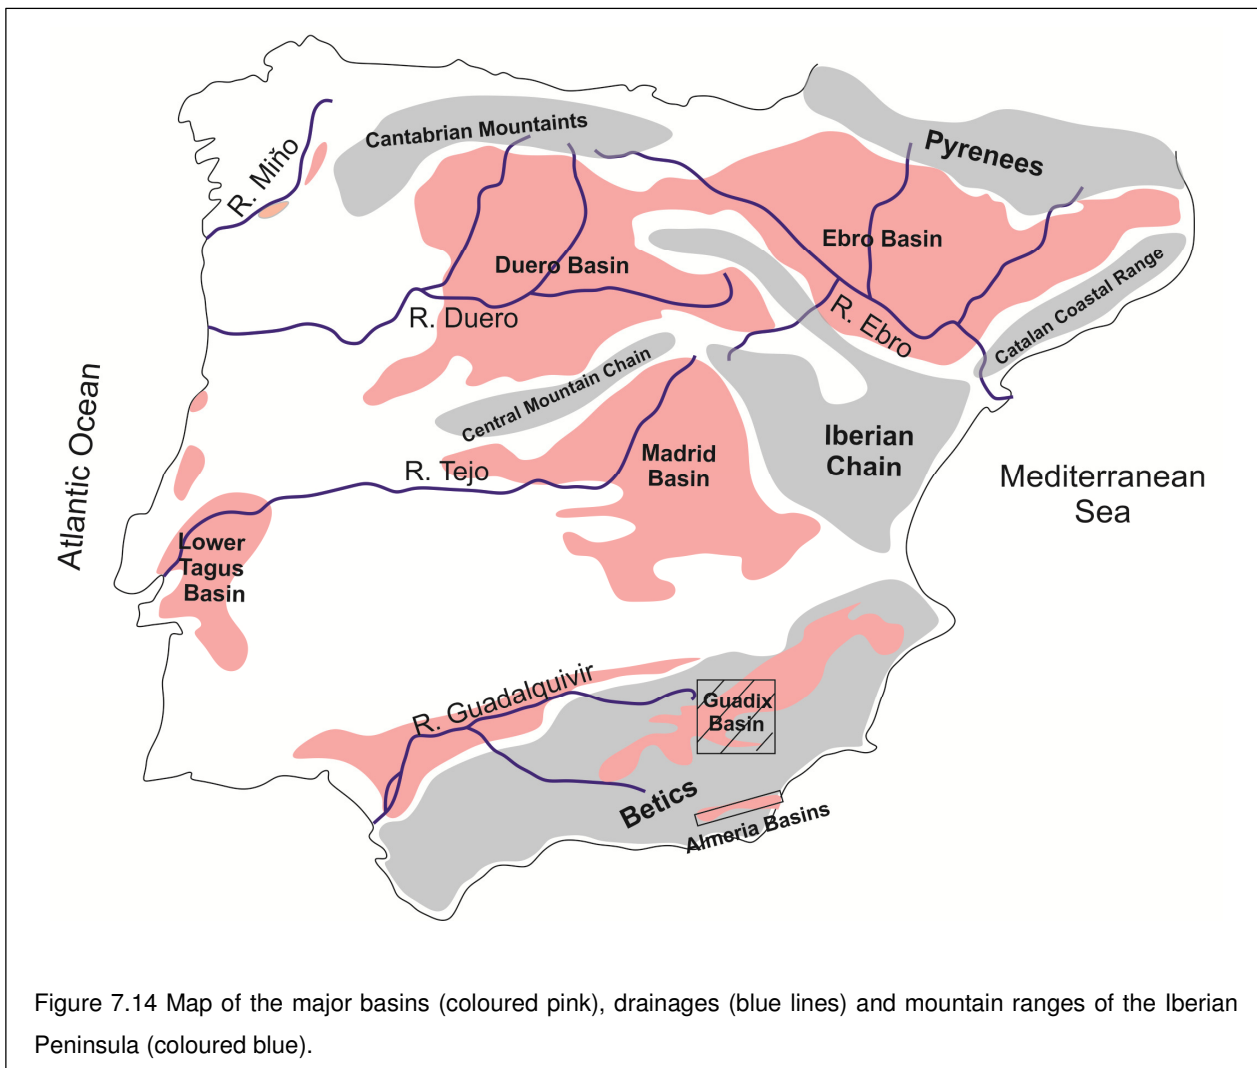 Cantabrian Mountaints
Pyrenees
R. Miňo
Ebro Basin
Duero Basin
Catalan Coastal Range
R. Duero
R. Ebro
Central Mountain Chain
Atlantic Ocean
Iberian
Chain
Madrid
Basin
R. Tejo
Mediterranean
Sea
Lower
Tagus
Basin
R. Guadalquivir
Guadix
Basin
Betics
Almeria Basins
Figure 7.14 Map of the major basins (coloured pink), drainages (blue lines) and mountain ranges of the Iberian
Peninsula (coloured blue).